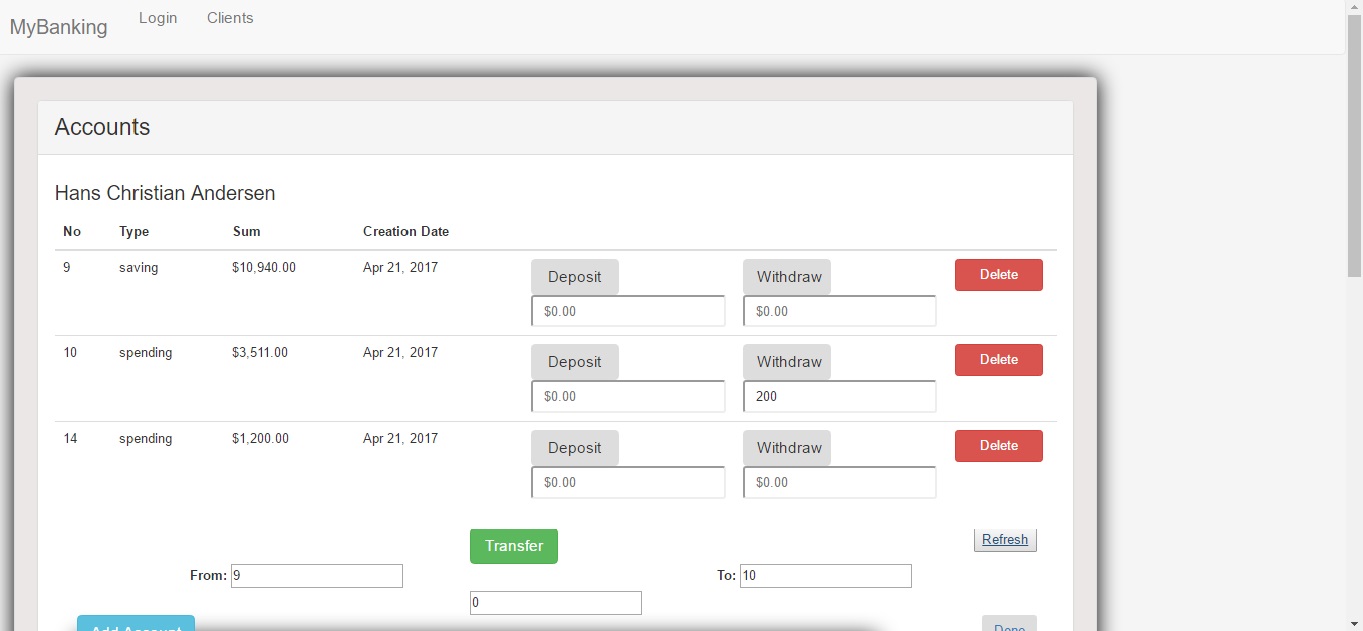 MyBanking Login Clients
Accounts
Hans Christian Andersen
No Type Sum Creation Date
9 saving $10,940.00 Apr 21, 2017 Deposit Withdraw Delete
$0.00 $0.00
10 spending $3,511.00 Apr 21, 2017 Deposit Withdraw Delete
$0.00 200
14 spending $1,200.00 Apr 21, 2017 Deposit Withdraw Delete
$0.00 $0.00
Transfer Refresh
From: 9 To: 10
0
Add Account Done